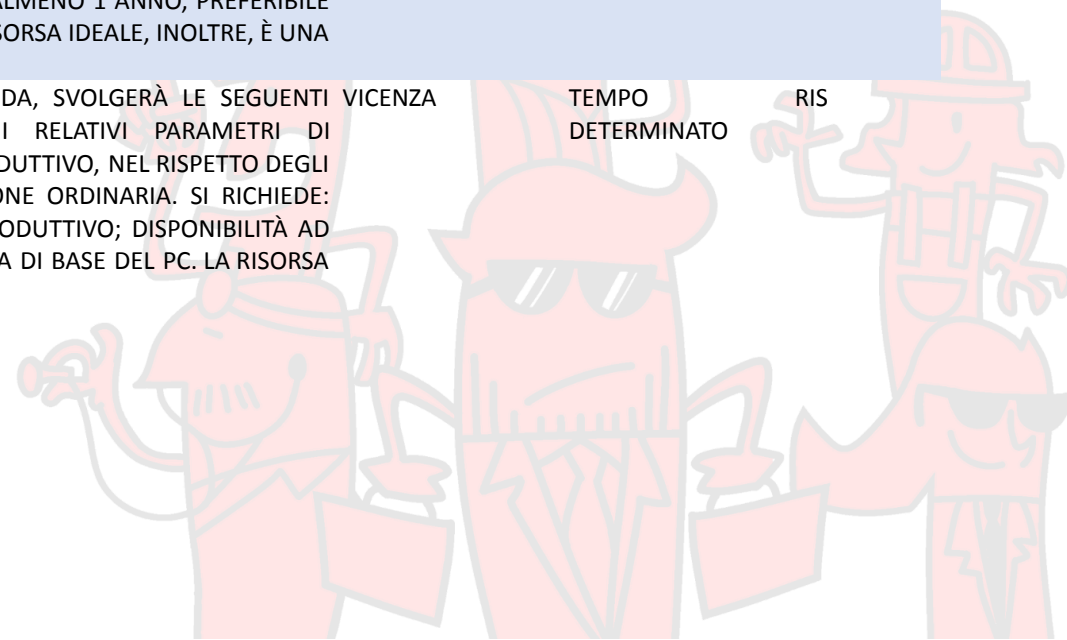 ALMENO 1 ANNO, PREFERIBILE
SORSA IDEALE, INOLTRE, È UNA
DA, SVOLGERÀ LE SEGUENTI
I RELATIVI PARAMETRI DI
DUTTIVO, NEL RISPETTO DEGLI
ONE ORDINARIA. SI RICHIEDE:
ODUTTIVO; DISPONIBILITÀ AD
A DI BASE DEL PC. LA RISORSA
VICENZA
TEMPO
DETERMINATO
RIS